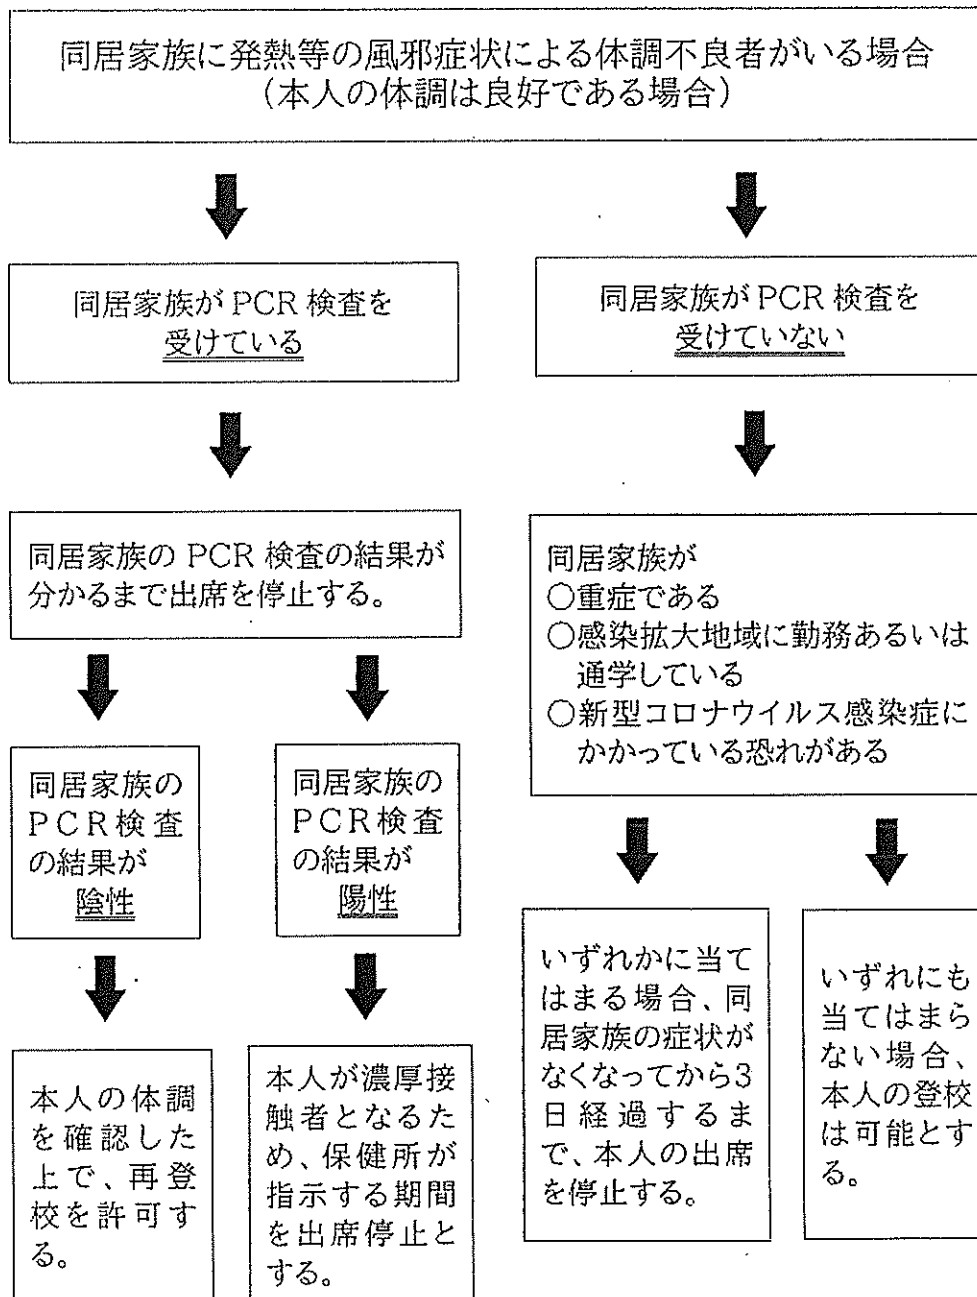 同居家族に発熱等の風邪症状による体調不良者がいる場合
(本人の体調は良好である場合)
同居家族が PCR 検査を
受けている
同居家族が PCR 検査を
受けていない
同居家族の PCR 検査の結果が
分かるまで出席を停止する。
同居家族が
○重症である
○感染拡大地域に勤務あるいは
通学している
○新型コロナウイルス感染症に
かかっている恐れがある
同居家族の
PCR検査
の結果が
陰性
同居家族の
PCR検査
の結果が
陽性
本人の体調
を確認した
上で、再登
校を許可す
る。
本人が濃厚接
触者となるた
め、保健所が
指示する期間
を出席停止と
する。
いずれかに当て
はまる場合、同
居家族の症状が
なくなってから3
日経過するま
で、本人の出席
を停止する。
いずれにも
当てはまら
ない場合、
本人の登校
は可能とす
る。